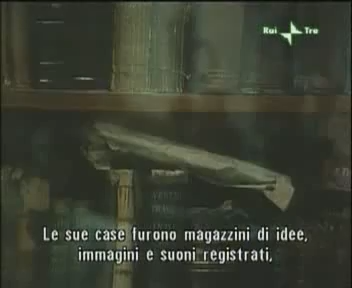 Rai Tre
Le sue case furono magazzini di idee,
immagini e suoni registrati,